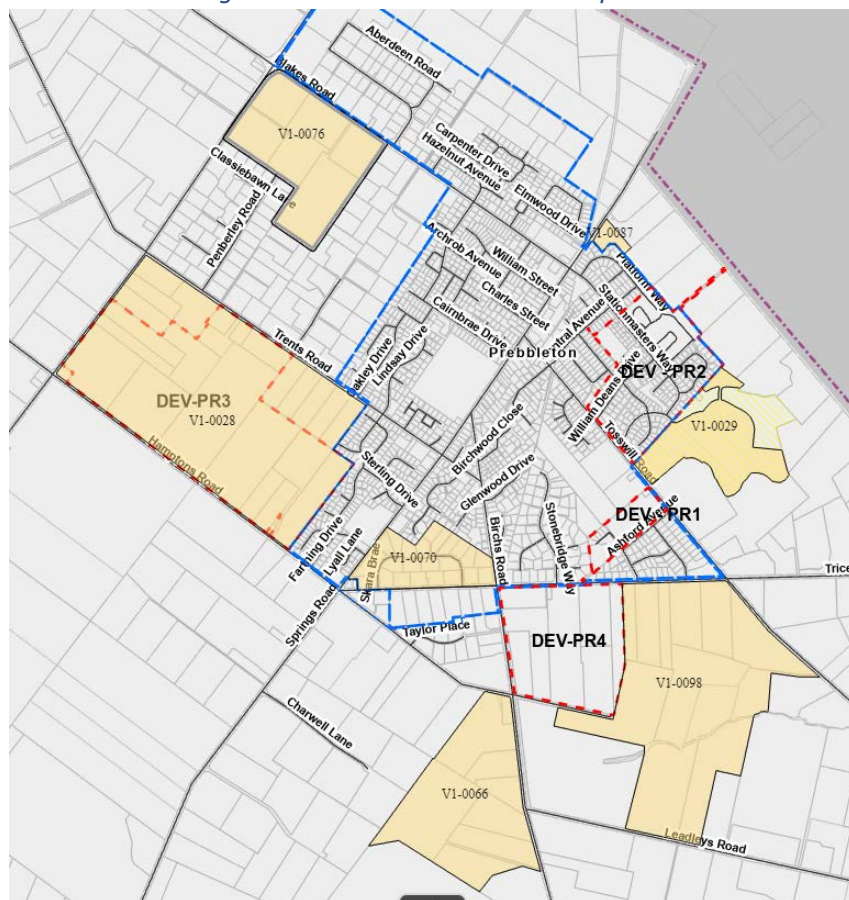 Aberdeen Road
Blakes Road
V1-0076
Carpenter Drive
Hazelnut Avenue
Classiebawn Lane
Elmwood Drive
Penberley Road
V1-0087
Archrob Avenue
William Street
Platform Way
Charles Street
Stationmasters Way
Cairnbrae Drive
Central Avenue
Trents Road
Prebbleton
Oakley Drive
Lindsay Drive
DEV - PR2
William Deans Drive
DEV-PR3
V1-0028
Birchwood Close
Tosswill Road
V1-0029
Hamptons Road
Sterling Drive
Glenwood Drive
DEV - PR1
Stonebridge Way
Ashford Avenue
Birchs Road
Farthing Drive
Lyall Lane
V1-0070
Skara Brae
Trice
Springs Road
Taylor Place
DEV-PR4
V1-0098
Charwell Lane
V1-0066
Leadleys Road